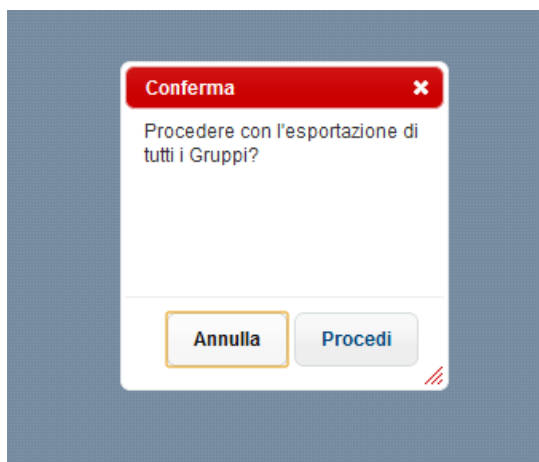 Conferma
Procedere con l'esportazione di
tutti i Gruppi?
Annulla Procedi